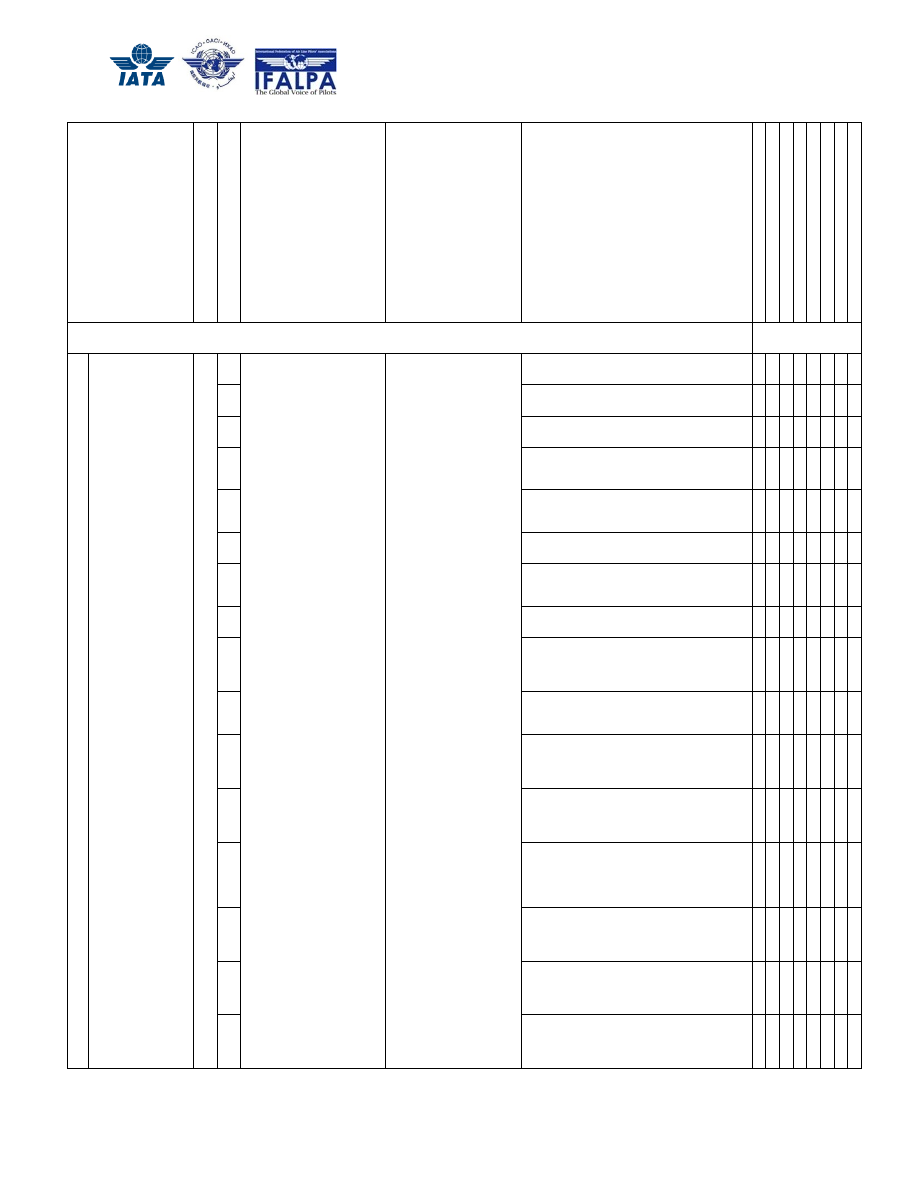 IATA
ICAO · OACI · ИКАО
International Federation of Air Line Pilots' Associations
IFALPA
The Global Voice of Pilots